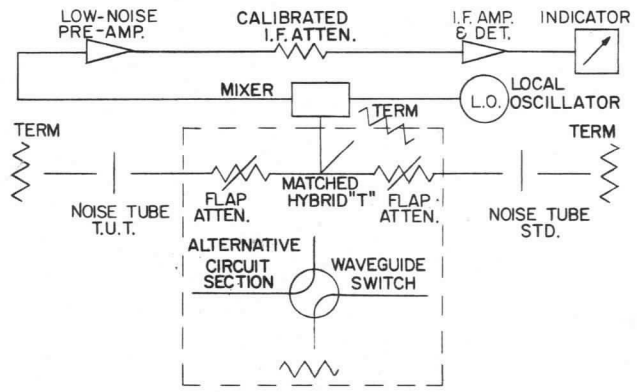 LOW-NOISE
PRE-AMP.
CALIBRATED
I.F. ATTEN.
I.F. AMP.
& DET.
INDICATOR
MIXER
L.O.
LOCAL
OSCILLATOR
TERM
TERM
TERM
NOISE TUBE
T.U.T.
FLAP
ATTEN.
MATCHED
HYBRID "T"
FLAP
ATTEN.
NOISE TUBE
STD.
ALTERNATIVE
CIRCUIT
SECTION
WAVEGUIDE
SWITCH